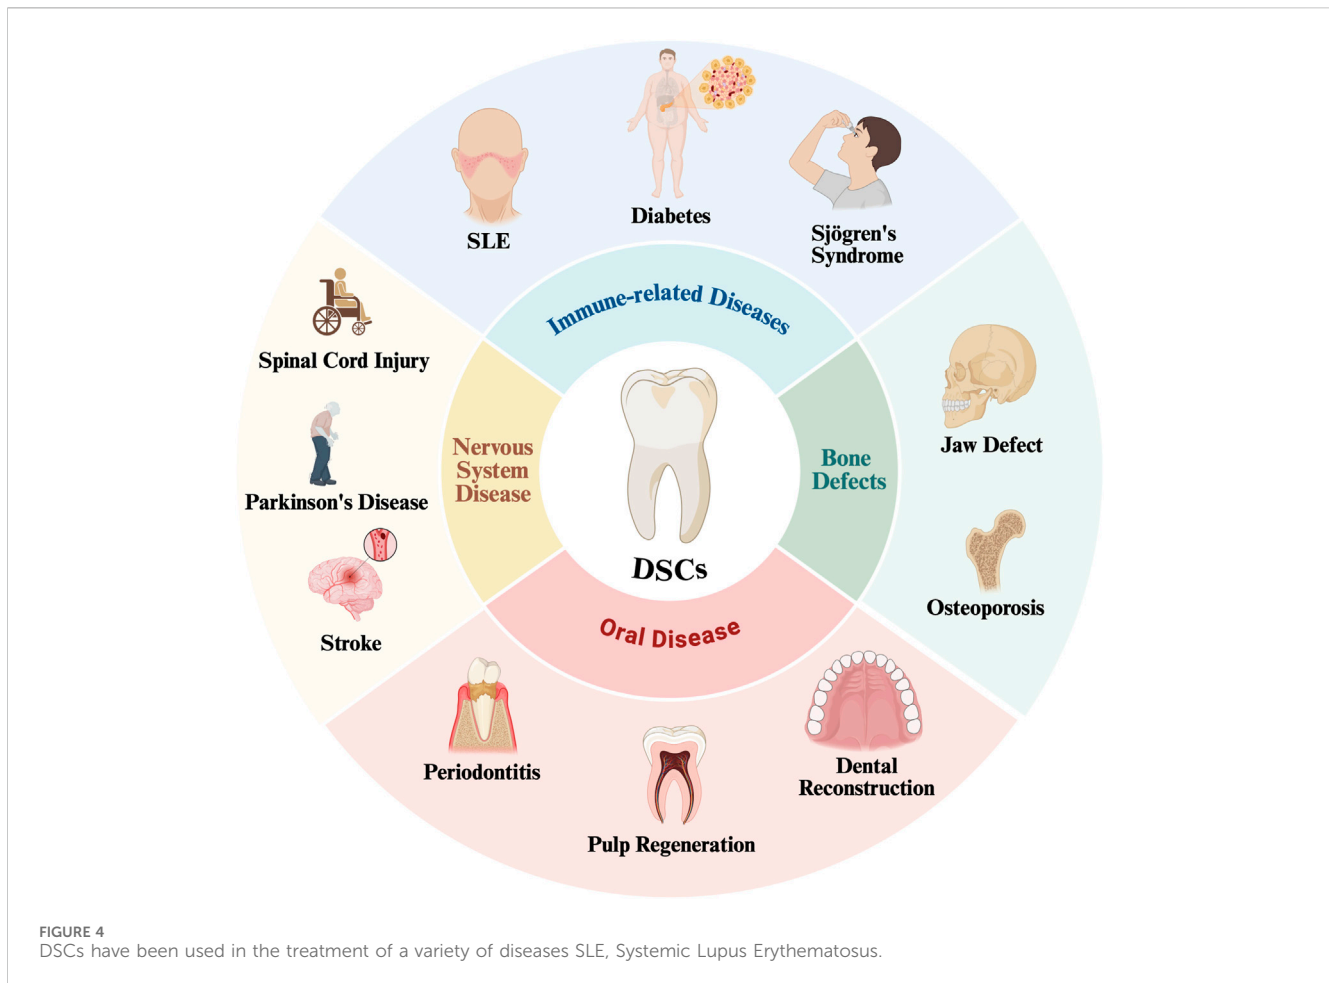 Diabetes
SLE
Sjögren's
Syndrome
Immune-related Diseases
Spinal Cord Injury
Parkinson's Disease
Stroke
Nervous
System
Disease
DSCs
Bone
Defects
Jaw Defect
Osteoporosis
Oral Disease
Periodontitis
Pulp Regeneration
Dental
Reconstruction
FIGURE 4
DSCs have been used in the treatment of a variety of diseases SLE, Systemic Lupus Erythematosus.